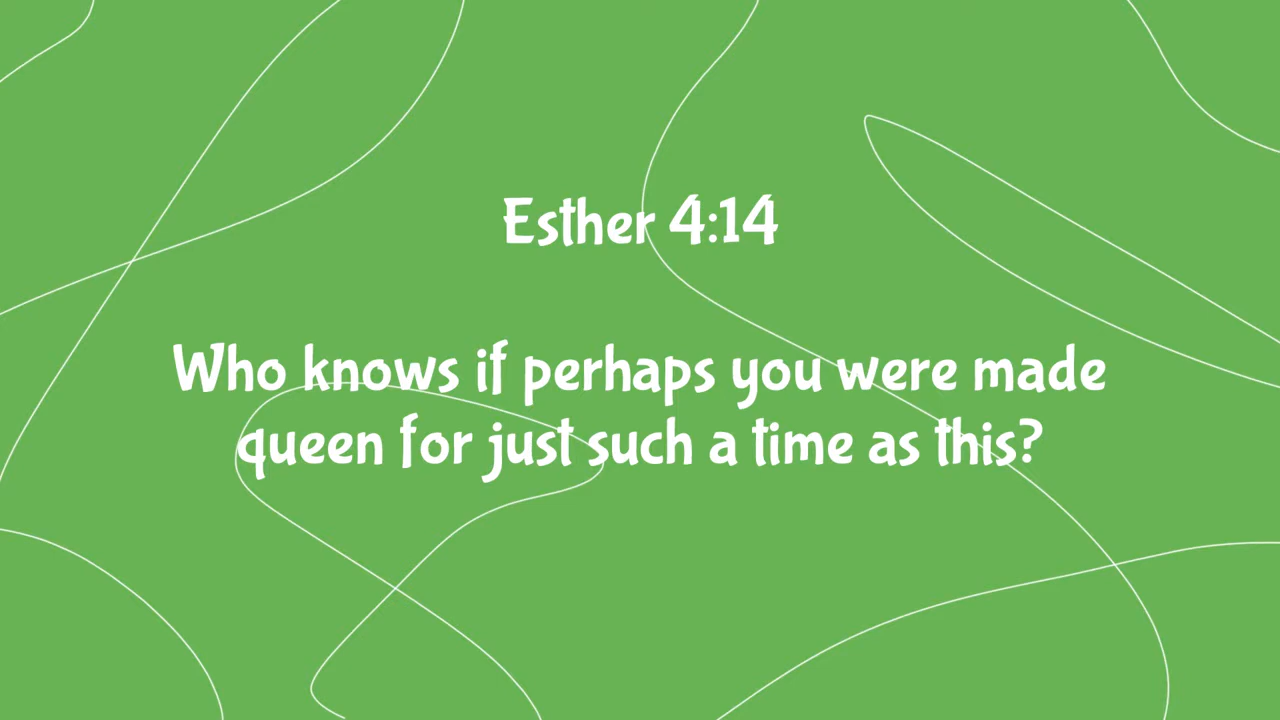 Esther 4:14
Who knows if perhaps you were made
queen for just such a time as this?